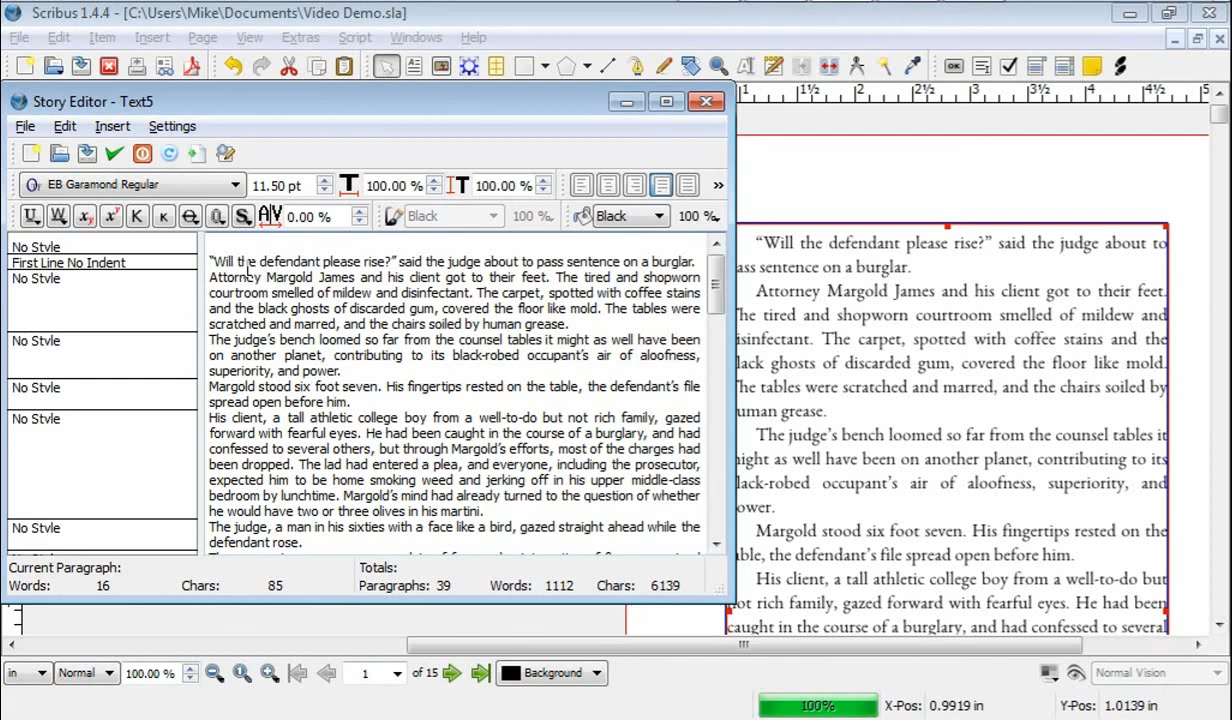 Scribus 1.4.4 - [C:\Users\Mike\Documents\Video Demo.sla]
File Edit Item Insert Page View Extras Script Windows Help
Story Editor - Text5
File Edit Insert Settings
EB Garamond Regular 11.50 pt 100.00 % 100.00 %
0.00 % Black 100 % Black 100 %
1 1½ 2 2½ 3 3½ 4 4½ 5
No Style
First Line No Indent
No Style
No Style
No Style
No Style
No Style
“Will the defendant please rise?” said the judge about to pass sentence on a burglar.
Attorney Margold James and his client got to their feet. The tired and shopworn
courtroom smelled of mildew and disinfectant. The carpet, spotted with coffee stains
and the black ghosts of discarded gum, covered the floor like mold. The tables were
scratched and marred, and the chairs soiled by human grease.
The judge’s bench loomed so far from the counsel tables it might as well have been
on another planet, contributing to its black-robed occupant’s air of aloofness,
superiority, and power.
Margold stood six foot seven. His fingertips rested on the table, the defendant’s file
spread open before him.
His client, a tall athletic college boy from a well-to-do but not rich family, gazed
forward with fearful eyes. He had been caught in the course of a burglary, and had
confessed to several others, but through Margold’s efforts, most of the charges had
been dropped. The lad had entered a plea, and everyone, including the prosecutor,
expected him to be home smoking weed and jerking off in his upper middle-class
bedroom by lunchtime. Margold’s mind had already turned to the question of whether
he would have two or three olives in his martini.
The judge, a man in his sixties with a face like a bird, gazed straight ahead while the
defendant rose.
Current Paragraph:
Words: 16 Chars: 85
Totals:
Paragraphs: 39 Words: 1112 Chars: 6139
“Will the defendant please rise?” said the judge about to
ass sentence on a burglar.
Attorney Margold James and his client got to their feet.
The tired and shopworn courtroom smelled of mildew and
isinfectant. The carpet, spotted with coffee stains and the
lack ghosts of discarded gum, covered the floor like mold.
The tables were scratched and marred, and the chairs soiled by
uman grease.
The judge’s bench loomed so far from the counsel tables it
might as well have been on another planet, contributing to its
lack-robed occupant’s air of aloofness, superiority, and
ower.
Margold stood six foot seven. His fingertips rested on the
able, the defendant’s file spread open before him.
His client, a tall athletic college boy from a well-to-do but
not rich family, gazed forward with fearful eyes. He had been
caught in the course of a burglary, and had confessed to several
in Normal 100.00 % 1 of 15 Background Normal Vision
100% X-Pos: 0.9919 in Y-Pos: 1.0139 in